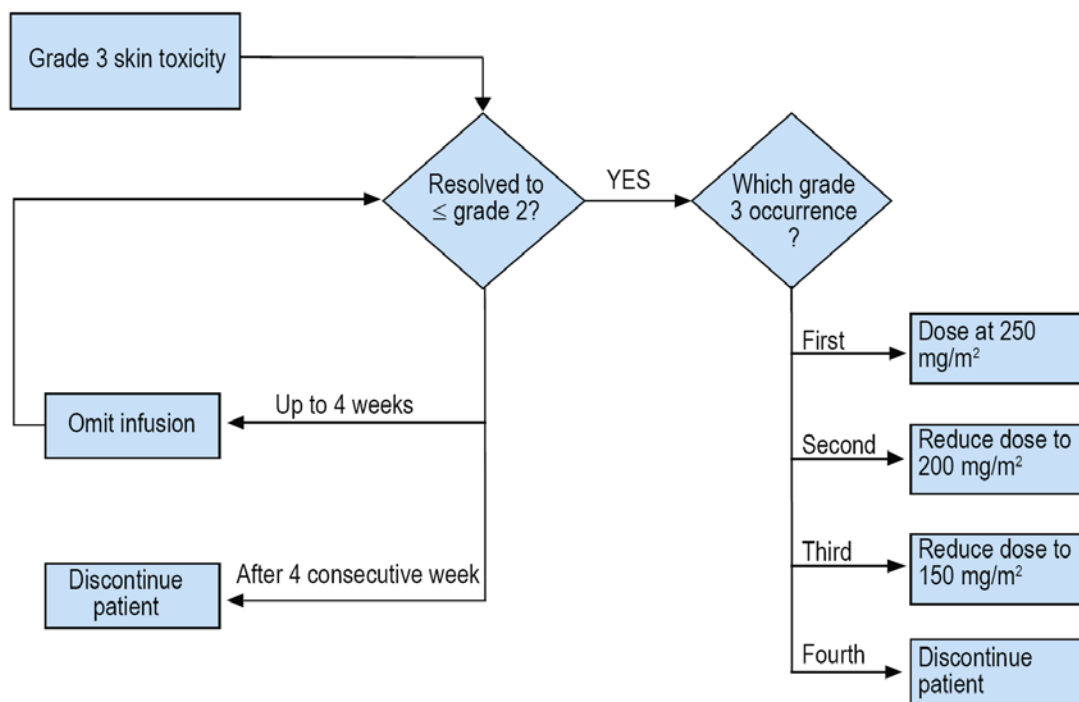 Grade 3 skin toxicity
Resolved to
≤ grade 2?
YES
Which grade
3 occurrence
?
First
Dose at 250
mg/m²
Up to 4 weeks
Omit infusion
Second
Reduce dose to
200 mg/m²
Third
Reduce dose to
150 mg/m²
After 4 consecutive week
Discontinue
patient
Fourth
Discontinue
patient